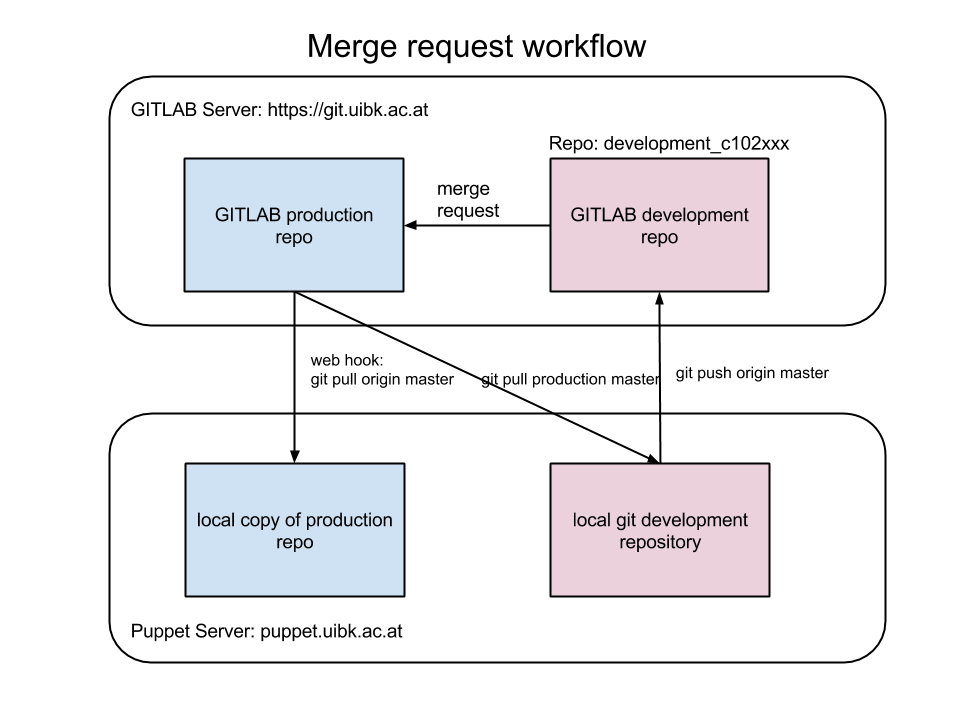 Merge request workflow
GITLAB Server: https://git.uibk.ac.at
Repo: development_c102xxx
GITLAB production
repo
merge
request
GITLAB development
repo
web hook:
git pull origin master
git pull production master
git push origin master
local copy of production
repo
local git development
repository
Puppet Server: puppet.uibk.ac.at